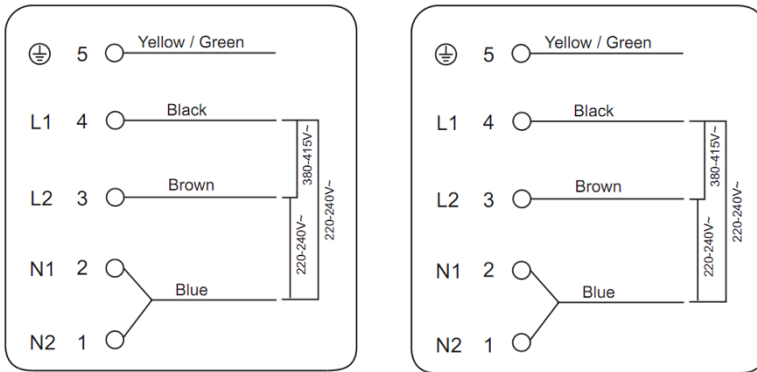 5 Yellow / Green
L1 4 Black
L2 3 Brown
N1 2
Blue
N2 1
380-415V~
220-240V~
220-240V~
5 Yellow / Green
L1 4 Black
L2 3 Brown
N1 2
Blue
N2 1
380-415V~
220-240V~
220-240V~